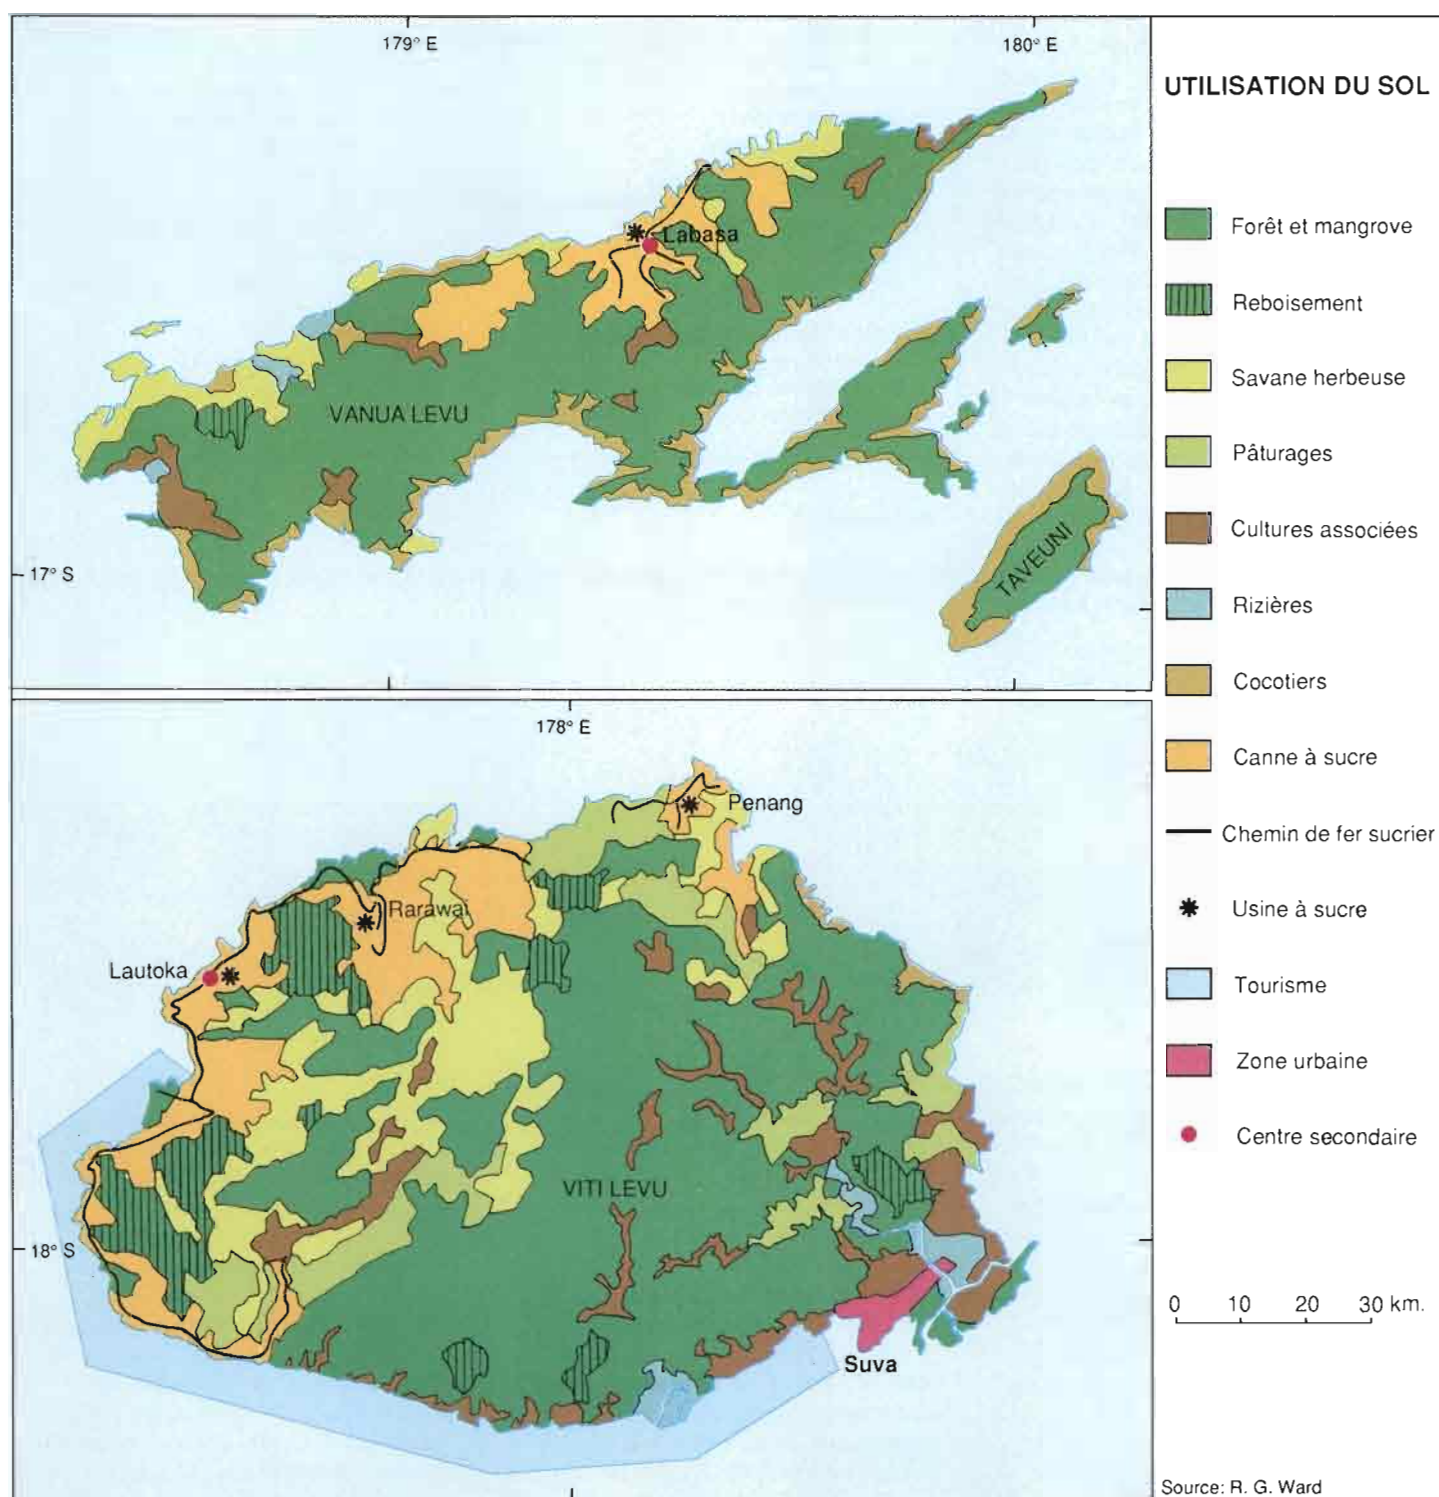 179° E
180° E
Labasa
VANUA LEVU
TAVEUNI
17° S
178° E
Penang
Rarawai
Lautoka
VITI LEVU
18° S
Suva
UTILISATION DU SOL
Forêt et mangrove
Reboisement
Savane herbeuse
Pâturages
Cultures associées
Rizières
Cocotiers
Canne à sucre
Chemin de fer sucrier
Usine à sucre
Tourisme
Zone urbaine
Centre secondaire
0 10 20 30 km.
Source: R. G. Ward